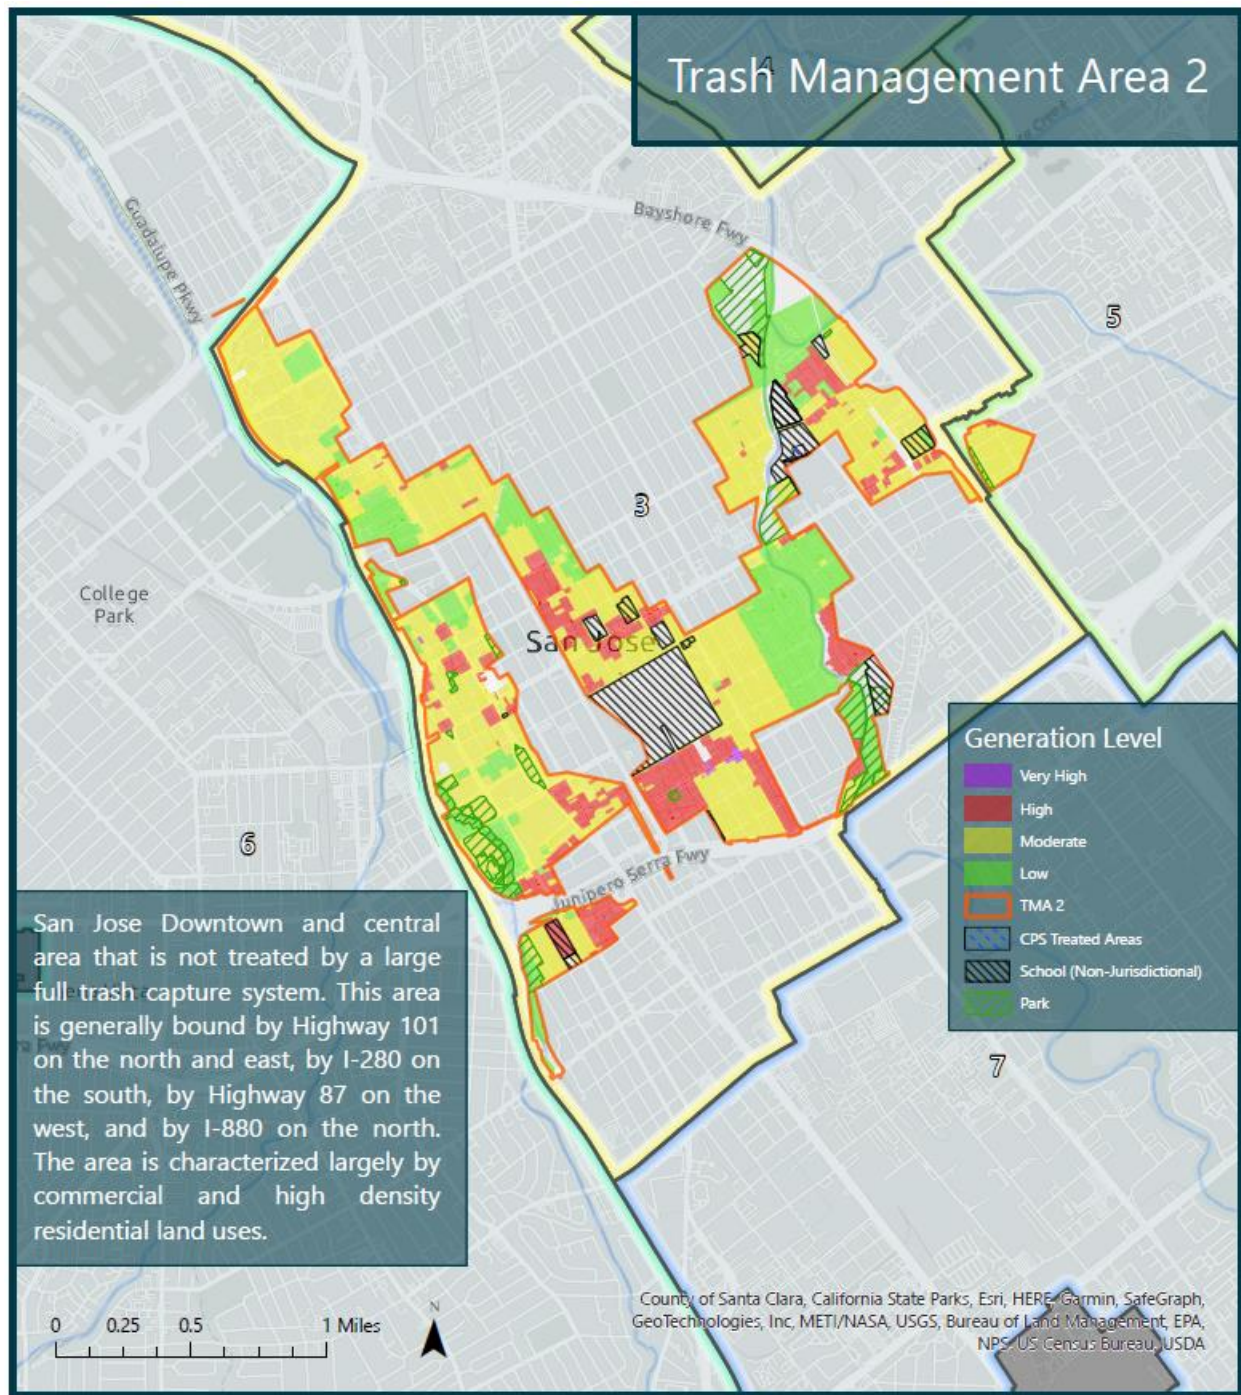 Trash Management Area 2
4
Bayshore Fwy
Guadalupe Pkwy
5
3
College
Park
San Jose
6
Junipero Serra Fwy
7
Generation Level
Very High
High
Moderate
Low
TMA 2
CPS Treated Areas
School (Non-Jurisdictional)
Park
San Jose Downtown and central
area that is not treated by a large
full trash capture system. This area
is generally bound by Highway 101
on the north and east, by I-280 on
the south, by Highway 87 on the
west, and by I-880 on the north.
The area is characterized largely by
commercial and high density
residential land uses.
0 0.25 0.5 1 Miles
N
County of Santa Clara, California State Parks, Esri, HERE, Garmin, SafeGraph,
GeoTechnologies, Inc, METI/NASA, USGS, Bureau of Land Management, EPA,
NPS, US Census Bureau, USDA